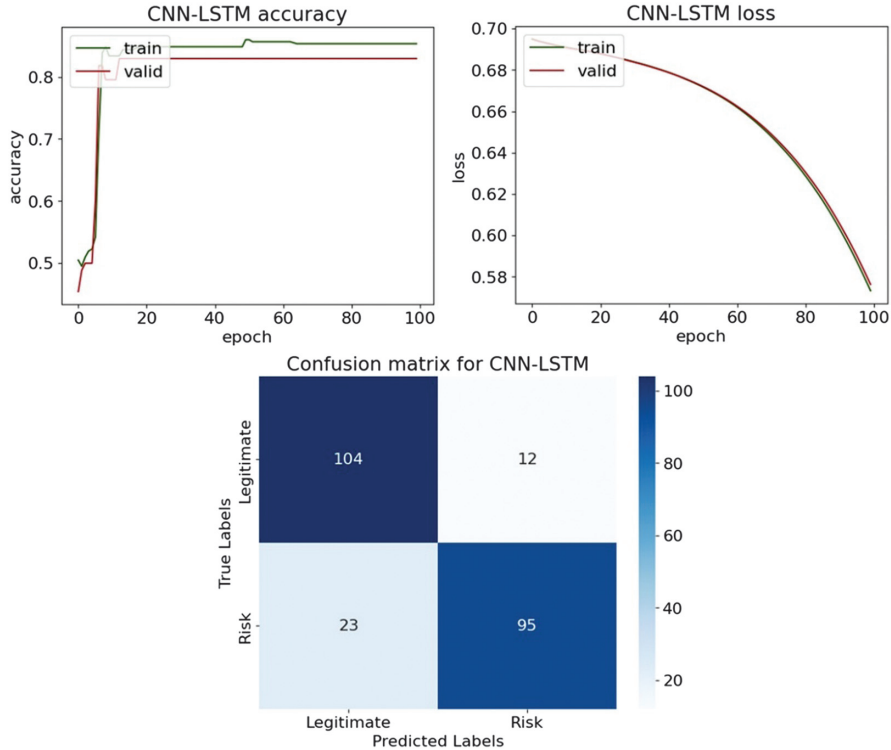 CNN-LSTM accuracy
train
valid
0.8
0.7
0.6
0.5
accuracy
0 20 40 60 80 100
epoch
CNN-LSTM loss
train
valid
0.70
0.68
0.66
0.64
0.62
0.60
0.58
loss
0 20 40 60 80 100
epoch
Confusion matrix for CNN-LSTM
True Labels
Legitimate
104 12
Risk
23 95
Legitimate Risk
Predicted Labels
100
80
60
40
20